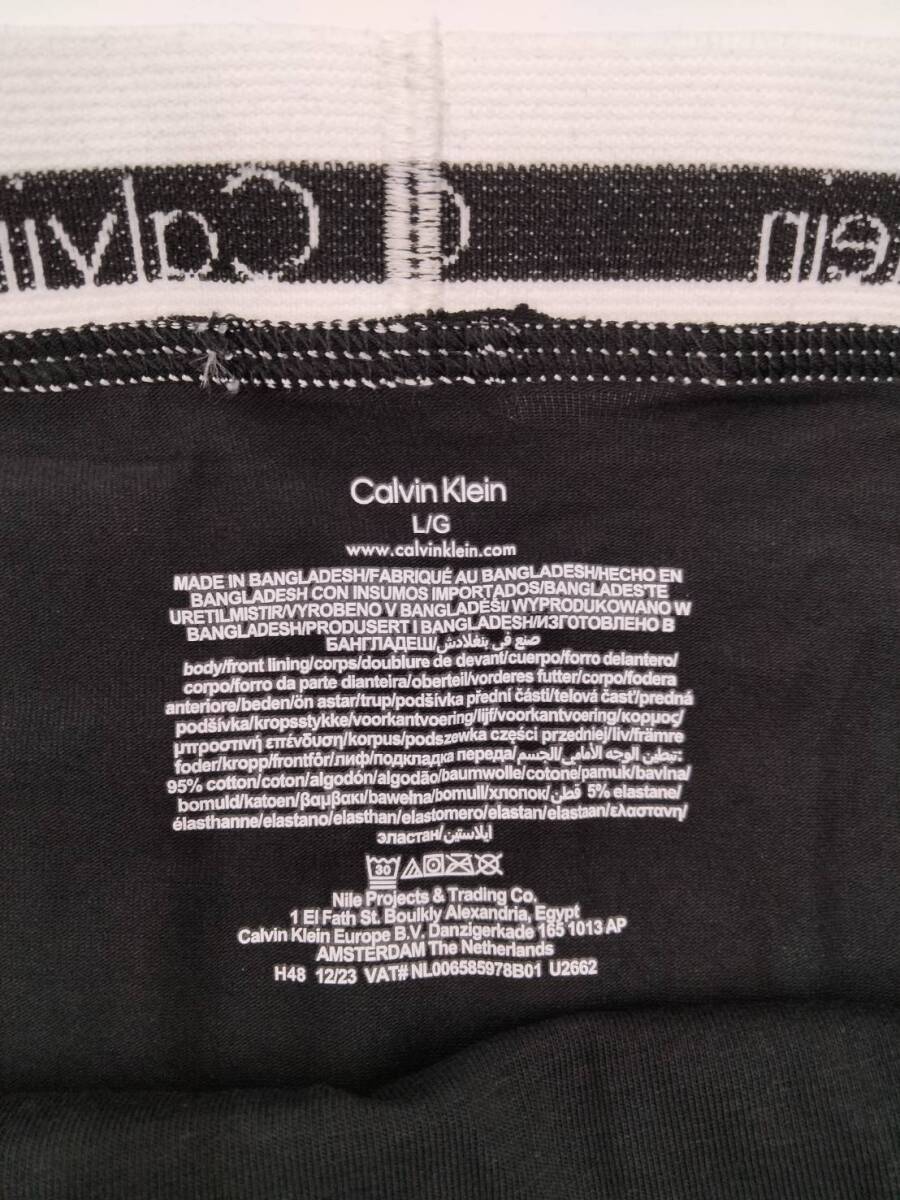 Calvin Klein
L/G
www.calvinklein.com
MADE IN BANGLADESH/FABRIQUÉ AU BANGLADESH/HECHO EN
BANGLADESH CON INSUMOS IMPORTADOS/BANGLADES'TE
URETILMISTIR/VYROBENO V BANGLADÉSI/ WYPRODUKOWANO W
BANGLADESH/PRODUSERT I BANGLADESH/ИЗГОТОВЛЕНО В
БАНГЛАДЕШ/صنع في بنغلادش
body/front lining/corps/doublure de devant/cuerpo/forro delantero/
corpo/forro da parte dianteira/oberteil/vorderes futter/corpo/fodera
anteriore/beden/ön astar/trup/podšívka přední části/telová časť/predná
podšívka/kropsstykke/voorkantvoering/lijf/voorkantvoering/κορμος/
μπροστινή επένδυση/korpus/podszewka części przedniej/liv/främre
foder/kropp/frontfôr/лиф/подкладка переда/الجسم/تبطين الوجه الأمامي:
95% cotton/coton/algodón/algodão/baumwolle/cotone/pamuk/bavlna/
bomuld/katoen/βαμβακι/bawełna/bomull/хлопок/قطن 5% elastane/
élasthanne/elastano/elasthan/elastomero/elastan/elastaan/ελαστανη/
эластан/ايلاستين
30
Nile Projects & Trading Co.
1 El Fath St. Boulkly Alexandria, Egypt
Calvin Klein Europe B.V. Danzigerkade 165 1013 AP
AMSTERDAM The Netherlands
H48 12/23 VAT# NL006585978B01 U2662